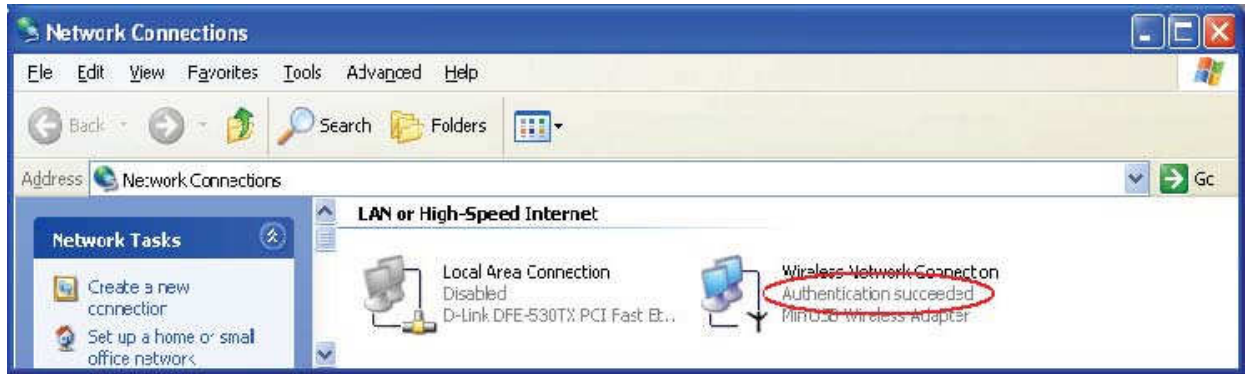 Network Connections
File Edit View Favorites Tools Advanced Help
Back Search Folders
Address Network Connections Go
LAN or High-Speed Internet
Network Tasks
Local Area Connection
Disabled
D-Link DFE-530TX PCI Fast Et...
Wireless Network Connection
Authentication succeeded
Mini USB Wireless Adapter
Create a new
connection
Set up a home or small
office network